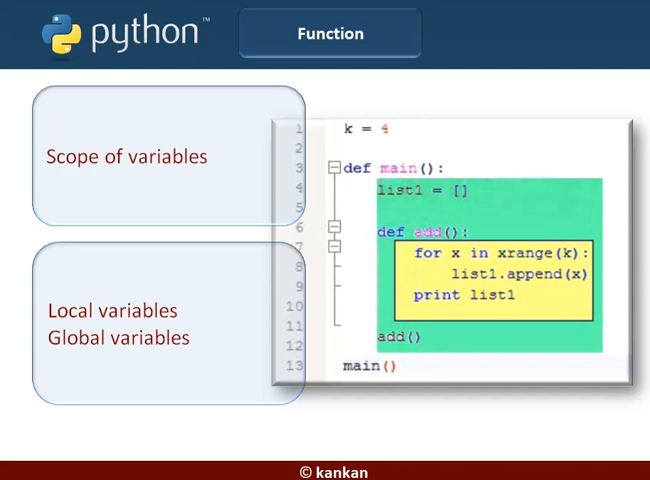 python™
Function
Scope of variables
Local variables
Global variables
1 k = 4
2
3 def main():
4 list1 = []
5
6 def add():
7 for x in xrange(k):
8 list1.append(x)
9 print list1
10
11
12 add()
13 main()
© kankan